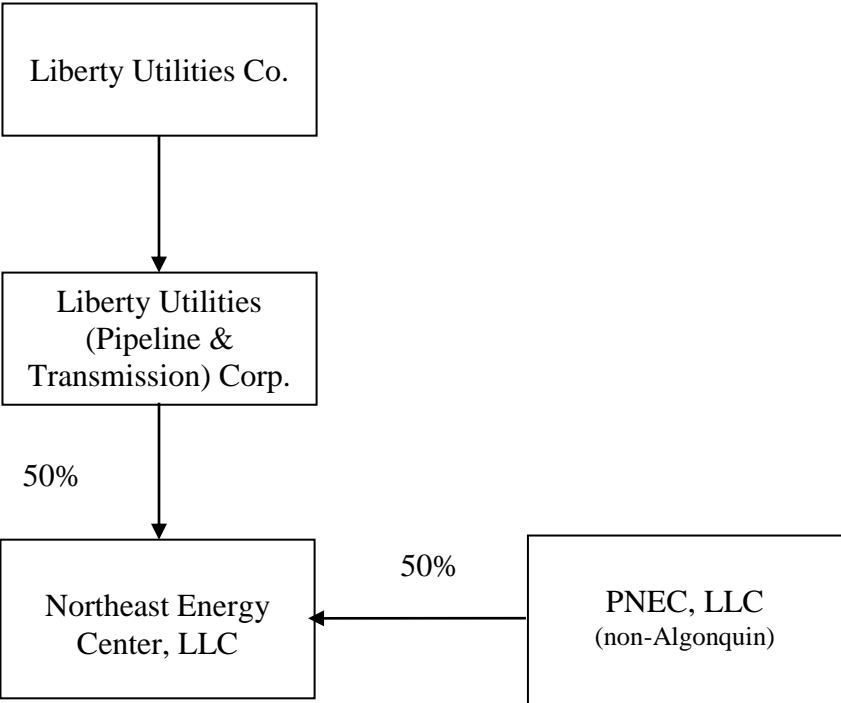 Liberty Utilities Co.
Liberty Utilities
(Pipeline &
Transmission) Corp.
50%
50%
Northeast Energy
Center, LLC
PNEC, LLC
(non-Algonquin)